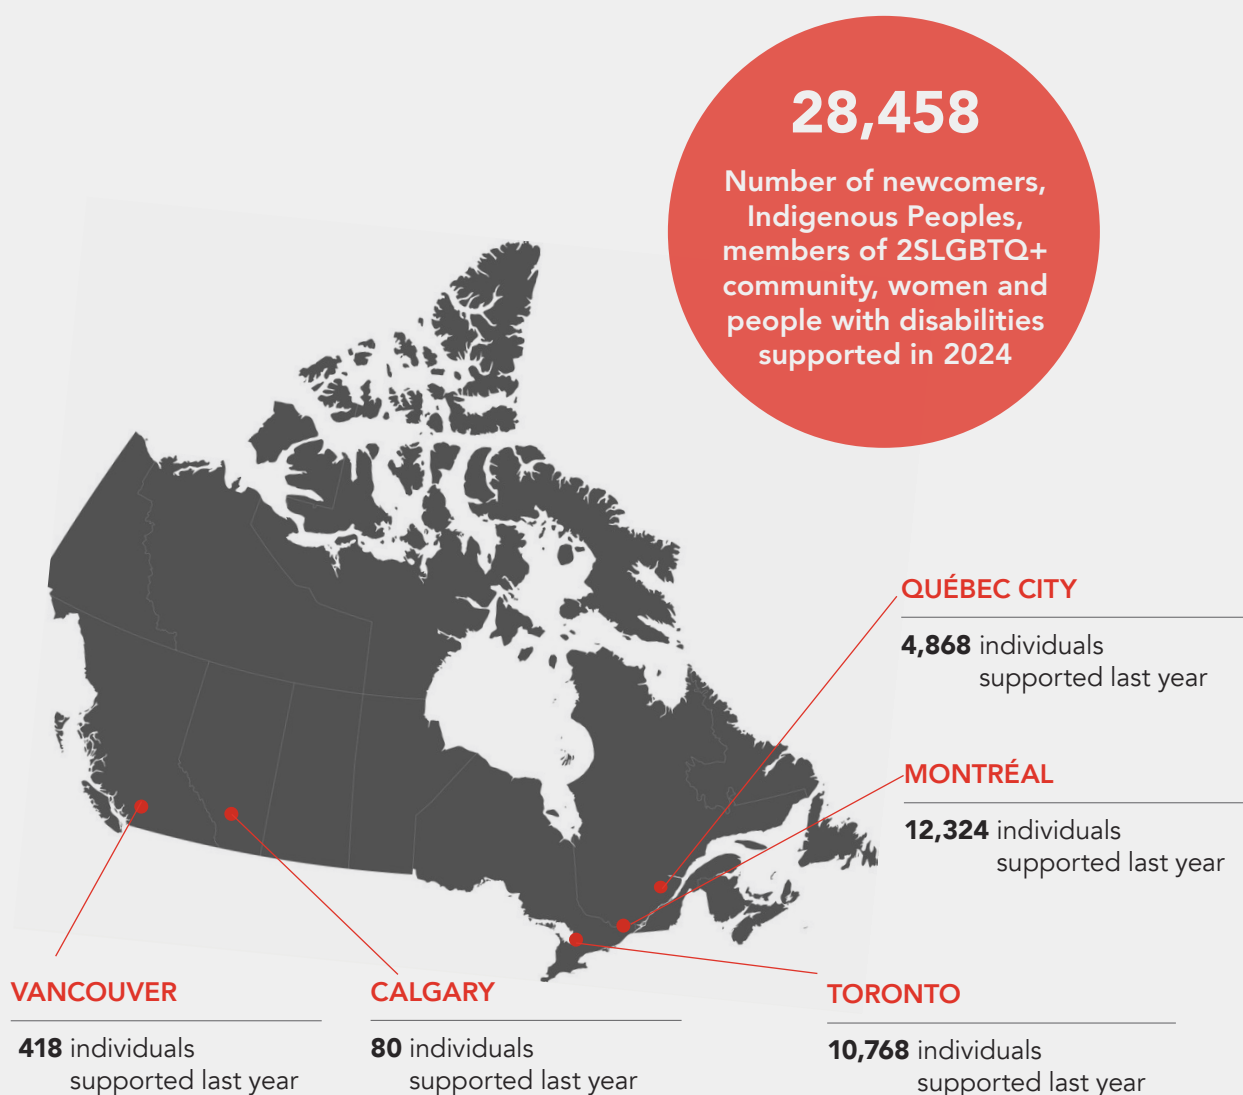 28,458
Number of newcomers,
Indigenous Peoples,
members of 2SLGBTQ+
community, women and
people with disabilities
supported in 2024
QUÉBEC CITY
4,868 individuals
supported last year
MONTRÉAL
12,324 individuals
supported last year
VANCOUVER
418 individuals
supported last year
CALGARY
80 individuals
supported last year
TORONTO
10,768 individuals
supported last year